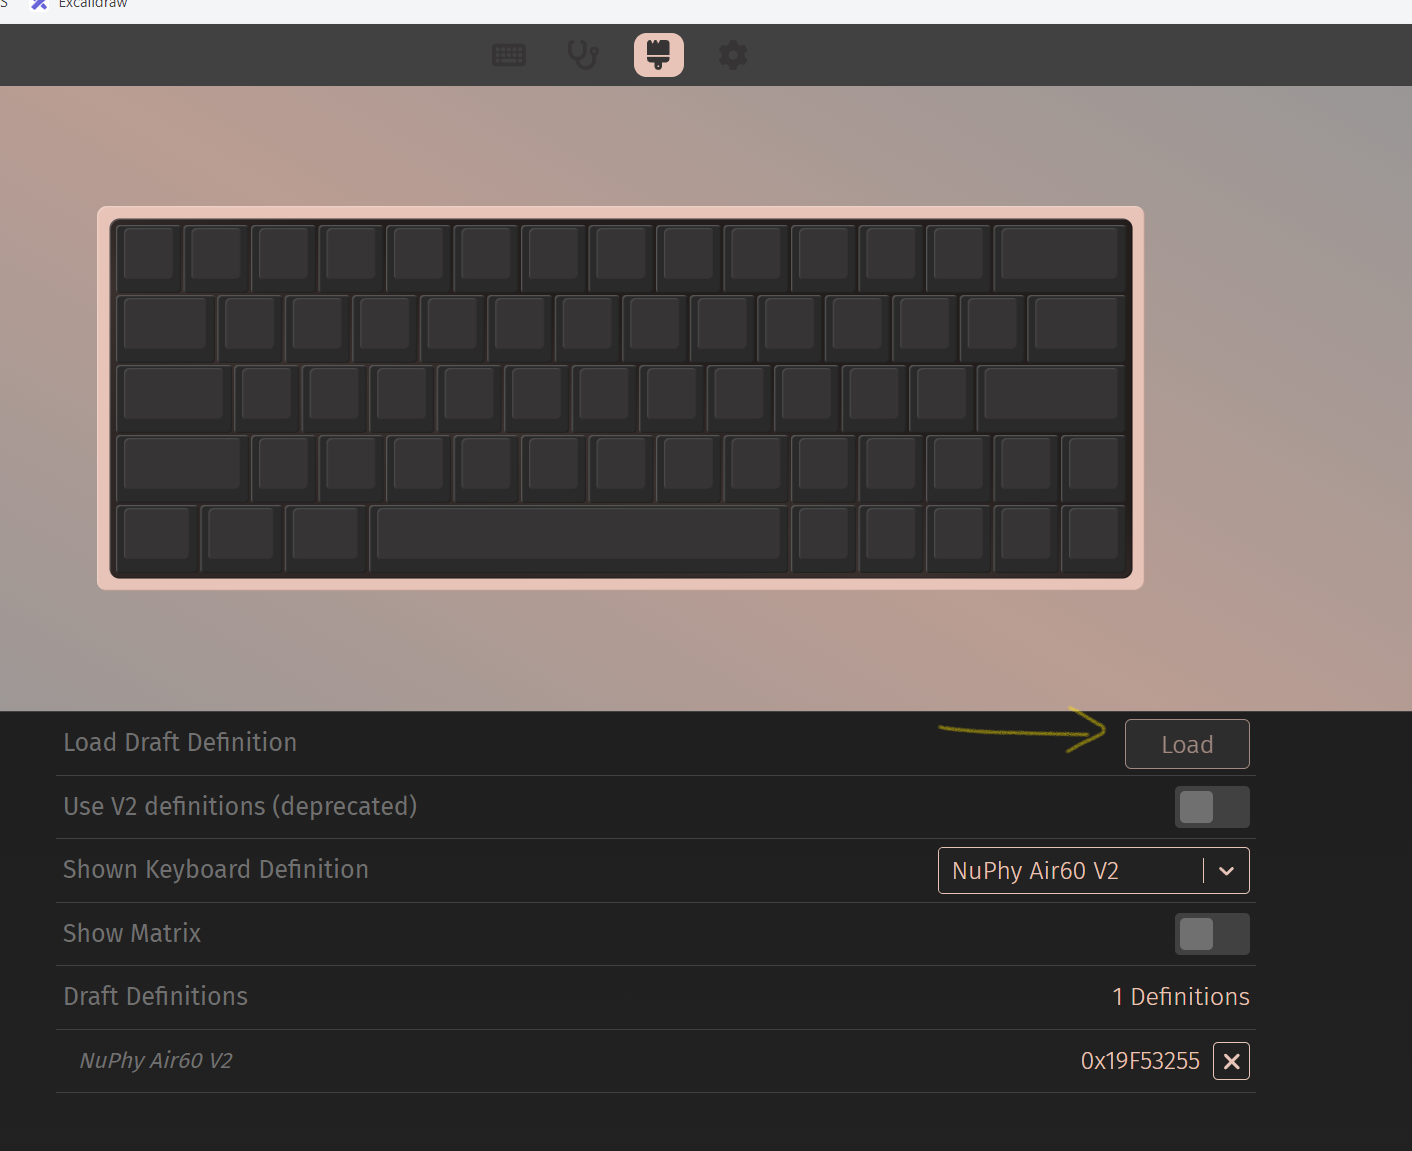 S Excalidraw
Load Draft Definition Load
Use V2 definitions (deprecated)
Shown Keyboard Definition NuPhy Air60 V2
Show Matrix
Draft Definitions 1 Definitions
NuPhy Air60 V2 0x19F53255